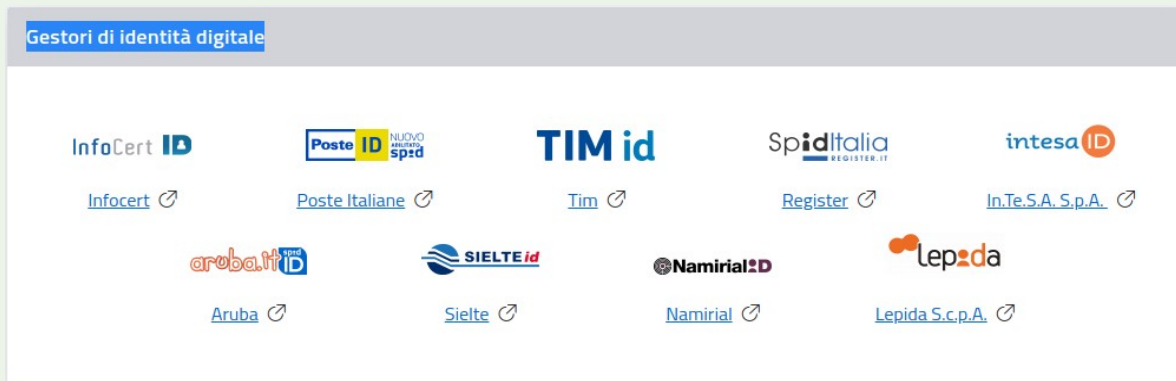 Gestori di identità digitale
InfoCert ID
Poste ID NUOVO ABILITATO spid
TIM id
SpidItalia REGISTER.IT
intesa ID
Infocert
Poste Italiane
Tim
Register
In.Te.S.A. S.p.A.
aruba.it spid ID
SIELTE id
Namirial ID
Lepida
Aruba
Sielte
Namirial
Lepida S.c.p.A.